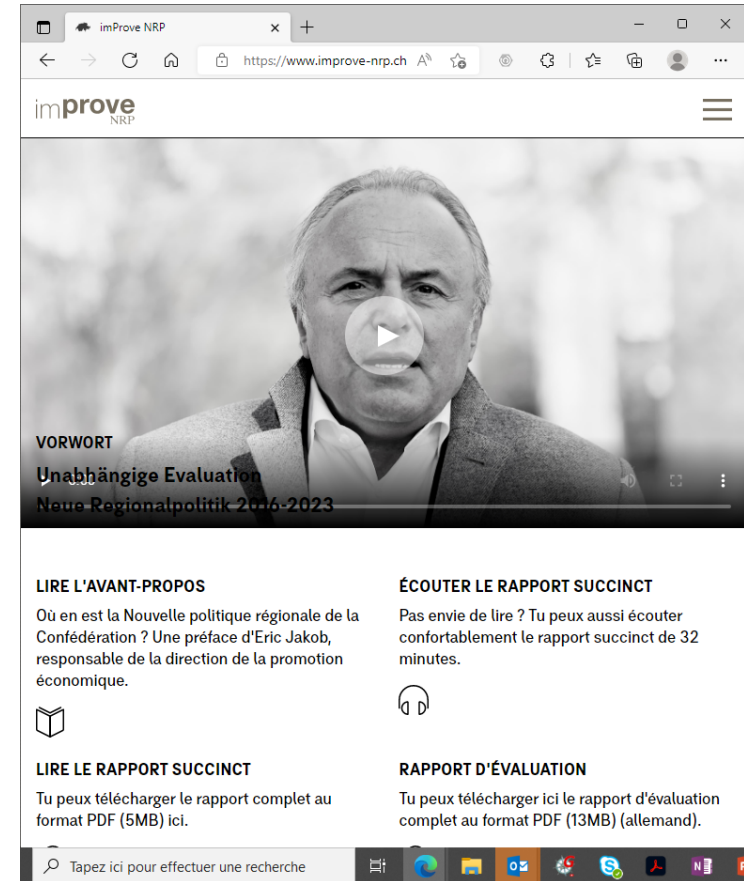 imProve NRP
https://www.improve-nrp.ch
improve
NRP
VORWORT
Unabhängige Evaluation
0:00
Neue Regionalpolitik 2016-2023
LIRE L'AVANT-PROPOS
Où en est la Nouvelle politique régionale de la
Confédération ? Une préface d'Eric Jakob,
responsable de la direction de la promotion
économique.
ÉCOUTER LE RAPPORT SUCCINCT
Pas envie de lire ? Tu peux aussi écouter
confortablement le rapport succinct de 32
minutes.
LIRE LE RAPPORT SUCCINCT
Tu peux télécharger le rapport complet au
format PDF (5MB) ici.
RAPPORT D'ÉVALUATION
Tu peux télécharger ici le rapport d'évaluation
complet au format PDF (13MB) (allemand).
Tapez ici pour effectuer une recherche